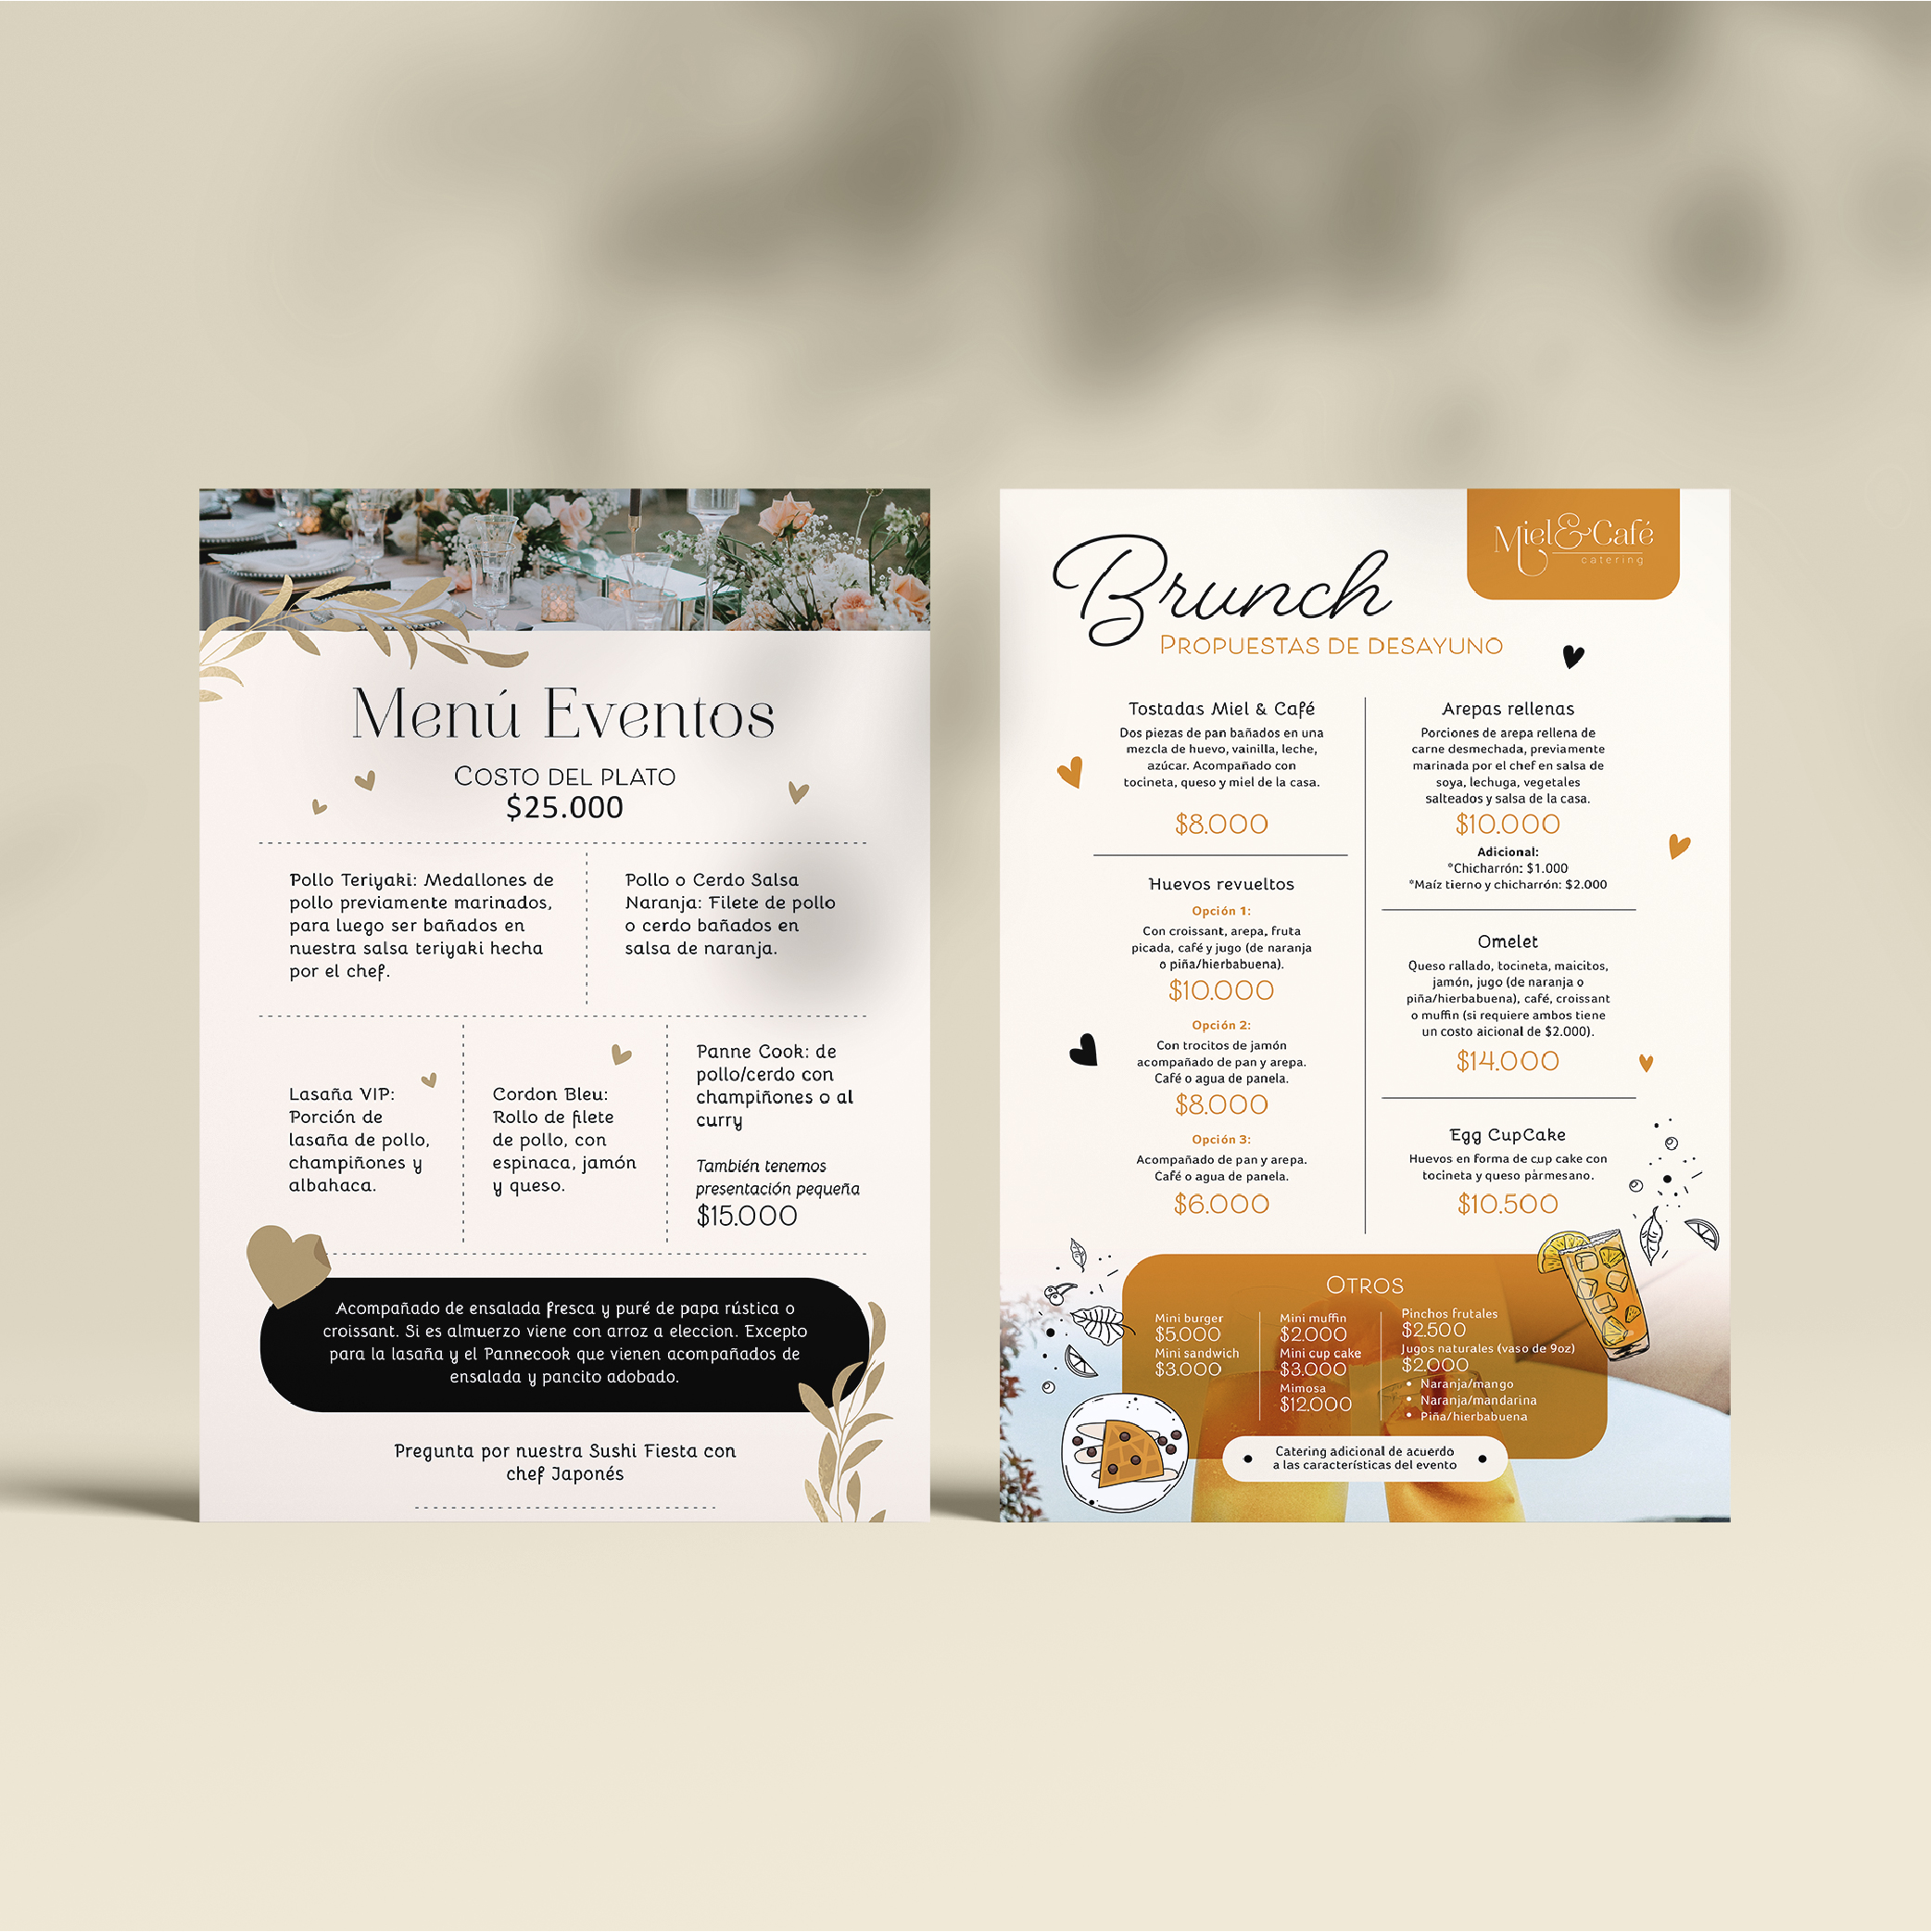 Menú Eventos
Costo del plato
$25.000
Pollo Teriyaki: Medallones de
pollo previamente marinados,
para luego ser bañados en
nuestra salsa teriyaki hecha
por el chef.
Pollo o Cerdo Salsa
Naranja: Filete de pollo
o cerdo bañados en
salsa de naranja.
Lasaña VIP:
Porción de
lasaña de pollo,
champiñones y
albahaca.
Cordon Bleu:
Rollo de filete
de pollo, con
espinaca, jamón
y queso.
Panne Cook: de
pollo/cerdo con
champiñones o al
curry
También tenemos
presentación pequeña
$15.000
Acompañado de ensalada fresca y puré de papa rústica o
croissant. Si es almuerzo viene con arroz a eleccion. Excepto
para la lasaña y el Pannecook que vienen acompañados de
ensalada y pancito adobado.
Pregunta por nuestra Sushi Fiesta con
chef Japonés
Miel&Café
catering
Brunch
Propuestas de desayuno
Tostadas Miel & Café
Dos piezas de pan bañados en una
mezcla de huevo, vainilla, leche,
azúcar. Acompañado con
tocineta, queso y miel de la casa.
$8.000
Huevos revueltos
Opción 1:
Con croissant, arepa, fruta
picada, café y jugo (de naranja
o piña/hierbabuena).
$10.000
Opción 2:
Con trocitos de jamón
acompañado de pan y arepa.
Café o agua de panela.
$8.000
Opción 3:
Acompañado de pan y arepa.
Café o agua de panela.
$6.000
Arepas rellenas
Porciones de arepa rellena de
carne desmechada, previamente
marinada por el chef en salsa de
soya, lechuga, vegetales
salteados y salsa de la casa.
$10.000
Adicional:
*Chicharrón: $1.000
*Maíz tierno y chicharrón: $2.000
Omelet
Queso rallado, tocineta, maicitos,
jamón, jugo (de naranja o
piña/hierbabuena), café, croissant
o muffin (si requiere ambos tiene
un costo aicional de $2.000).
$14.000
Egg CupCake
Huevos en forma de cup cake con
tocineta y queso pàrmesano.
$10.500
Otros
Mini burger
$5.000
Mini sandwich
$3.000
Mini muffin
$2.000
Mini cup cake
$3.000
Mimosa
$12.000
Pinchos frutales
$2.500
Jugos naturales (vaso de 9oz)
$2.000
• Naranja/mango
• Naranja/mandarina
• Piña/hierbabuena
Catering adicional de acuerdo
a las características del evento